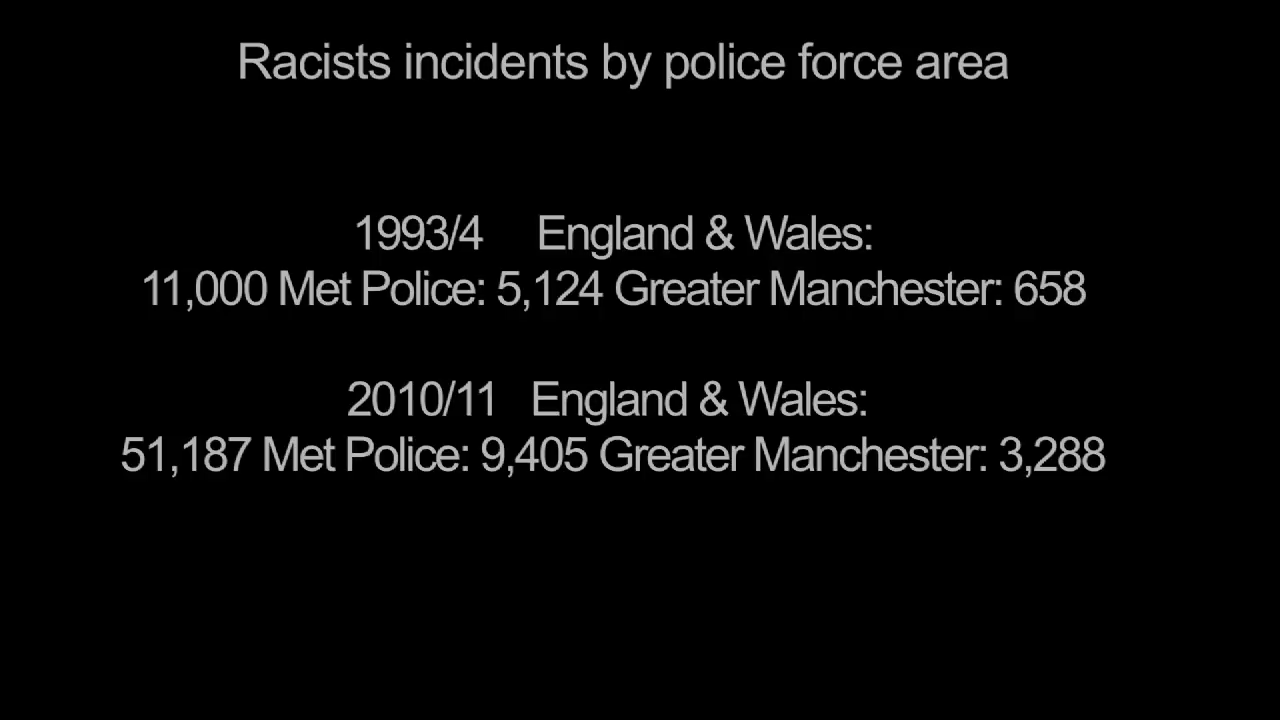 Racists incidents by police force area
1993/4 England & Wales:
11,000 Met Police: 5,124 Greater Manchester: 658
2010/11 England & Wales:
51,187 Met Police: 9,405 Greater Manchester: 3,288